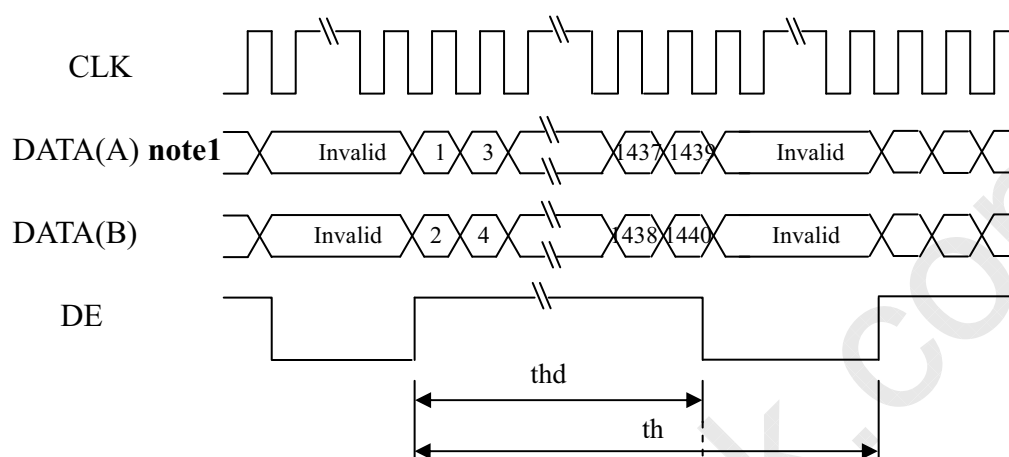 CLK
DATA(A) note1 Invalid 1 3 1437 1439 Invalid
DATA(B) Invalid 2 4 1438 1440 Invalid
DE
thd
th
k.com